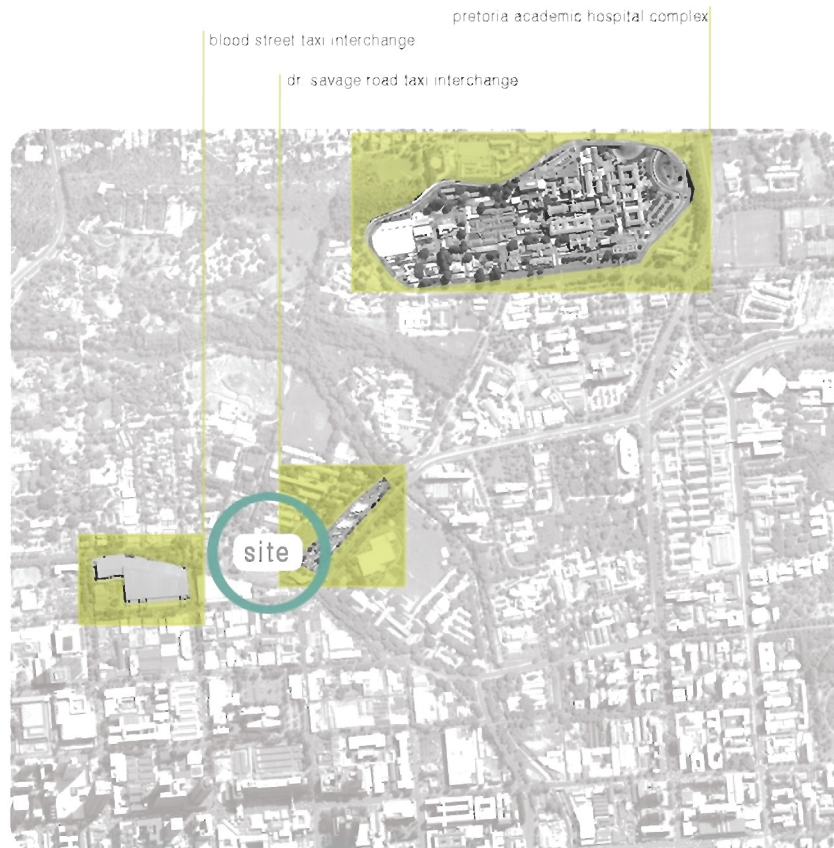 pretoria academic hospital complex
blood street taxi interchange
dr. savage road taxi interchange
site